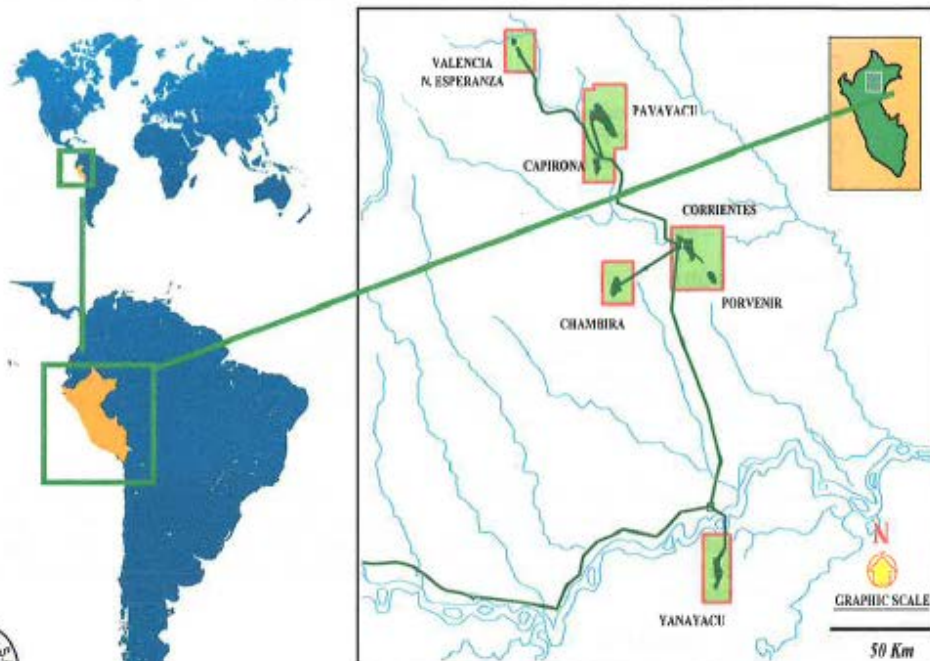 VALENCIA
N. ESPERANZA
PAVAYACU
CAPIRONA
CORRIENTES
CHAMBIRA
PORVENIR
N
GRAPHIC SCALE
YANAYACU
50 Km